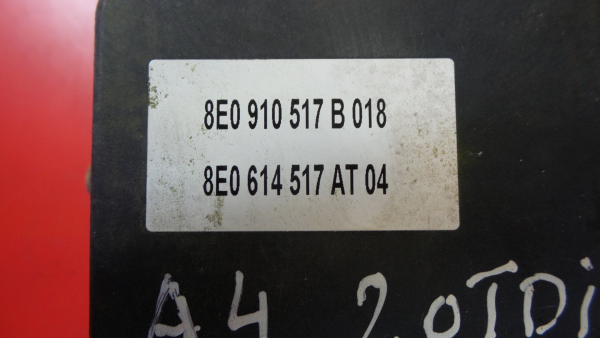 8E0 910 517 B 018
8E0 614 517 AT 04
A4 2.0TDi